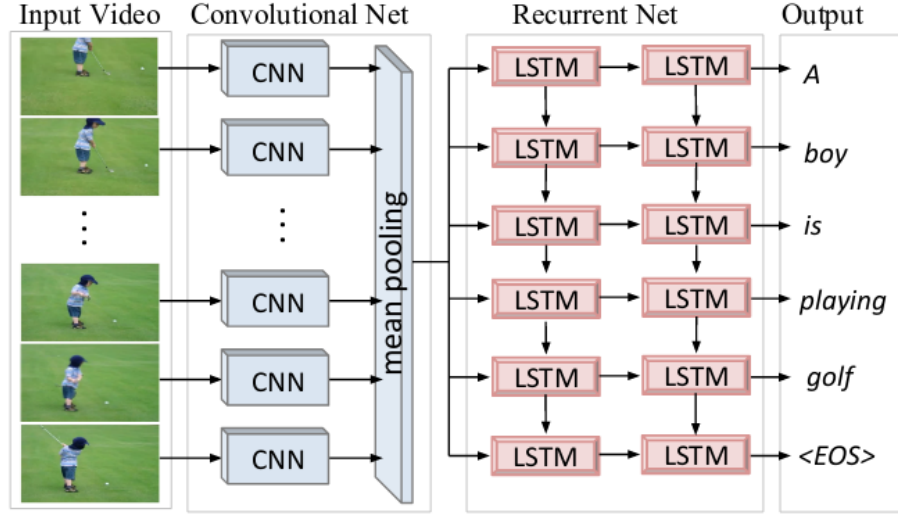 Input Video
Convolutional Net
Recurrent Net
Output
CNN
LSTM
LSTM
A
CNN
LSTM
LSTM
boy
mean pooling
LSTM
LSTM
is
CNN
LSTM
LSTM
playing
CNN
LSTM
LSTM
golf
CNN
LSTM
LSTM
<EOS>